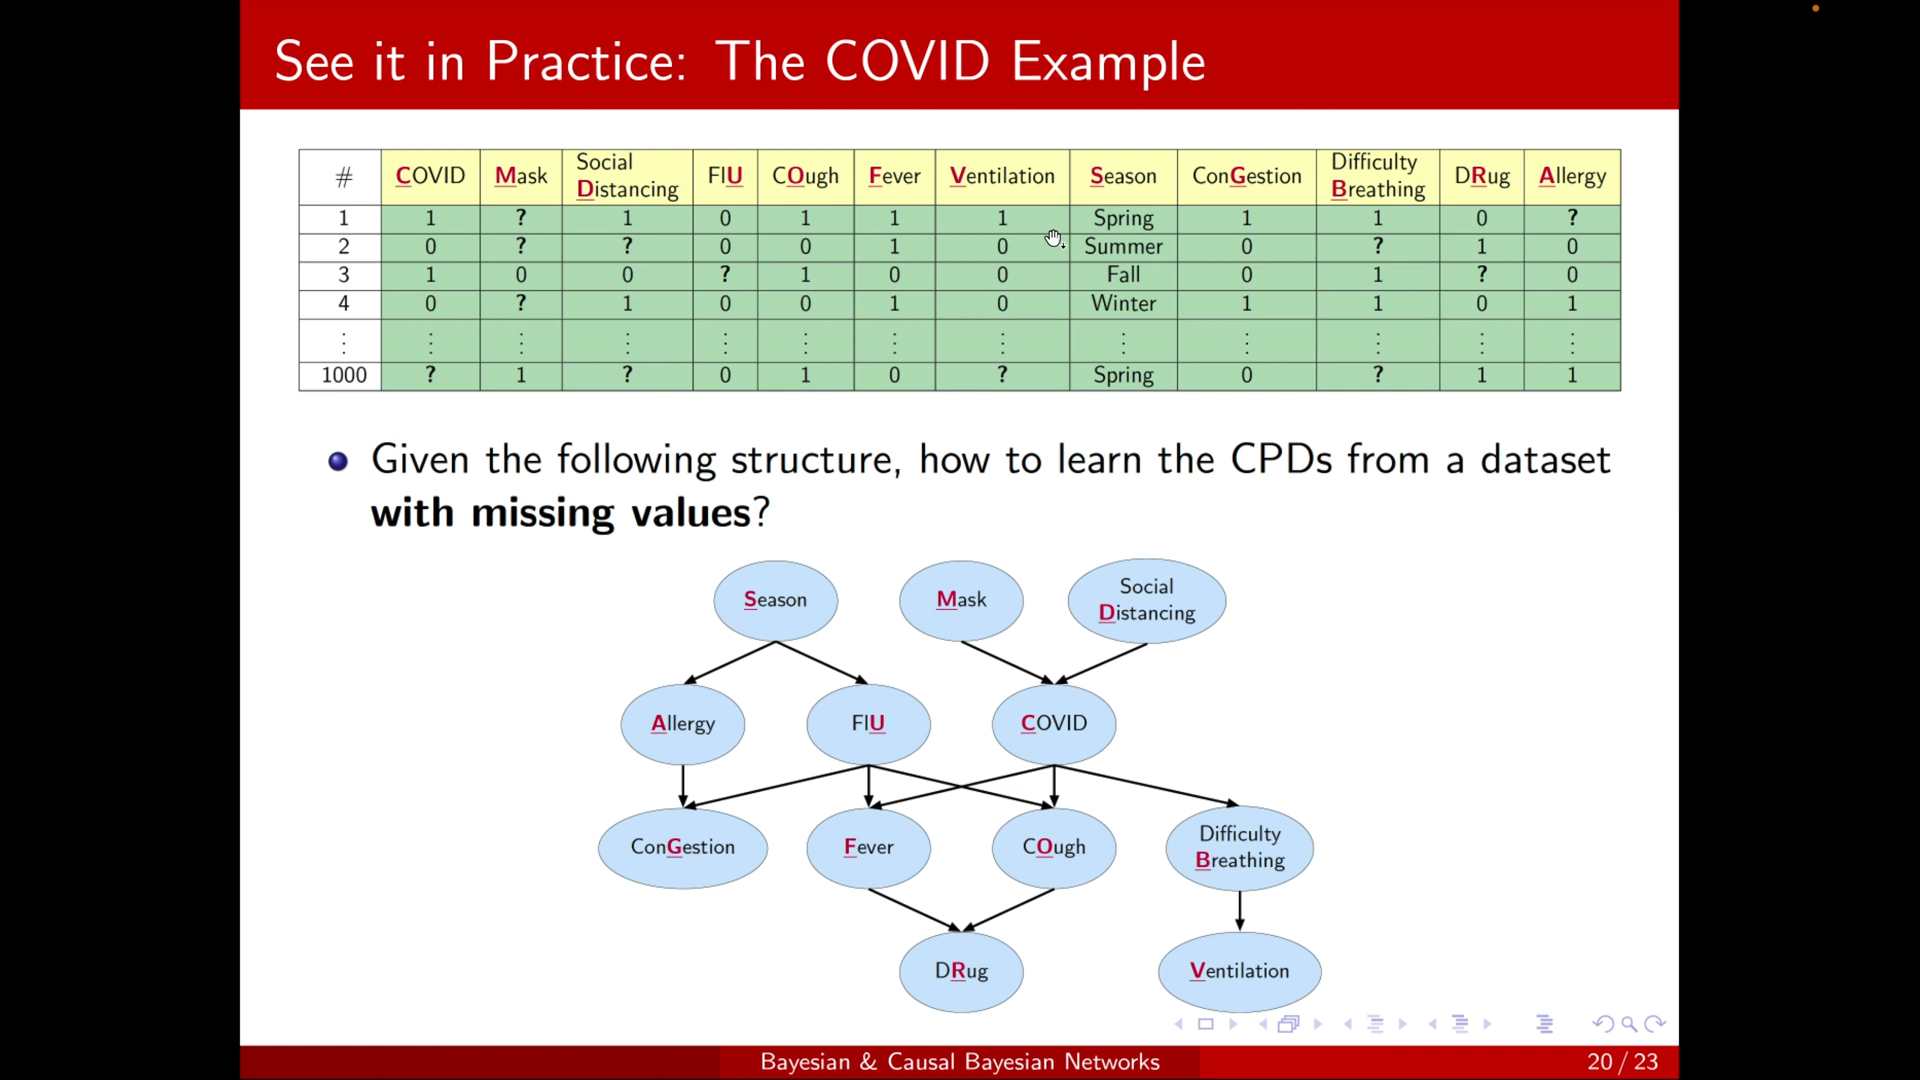 See it in Practice: The COVID Example
# COVID Mask Social Distancing FlU COugh Fever Ventilation Season ConGestion Difficulty Breathing DRug Allergy
1 1 ? 1 0 1 1 1 Spring 1 1 0 ?
2 0 ? ? 0 0 1 0 Summer 0 ? 1 0
3 1 0 0 ? 1 0 0 Fall 0 1 ? 0
4 0 ? 1 0 0 1 0 Winter 1 1 0 1
⋮ ⋮ ⋮ ⋮ ⋮ ⋮ ⋮ ⋮ ⋮ ⋮ ⋮ ⋮ ⋮
1000 ? 1 ? 0 1 0 ? Spring 0 ? 1 1
Given the following structure, how to learn the CPDs from a dataset
with missing values?
Season
Mask
Social
Distancing
Allergy
FlU
COVID
ConGestion
Fever
COugh
Difficulty
Breathing
DRug
Ventilation
Bayesian & Causal Bayesian Networks
20 / 23